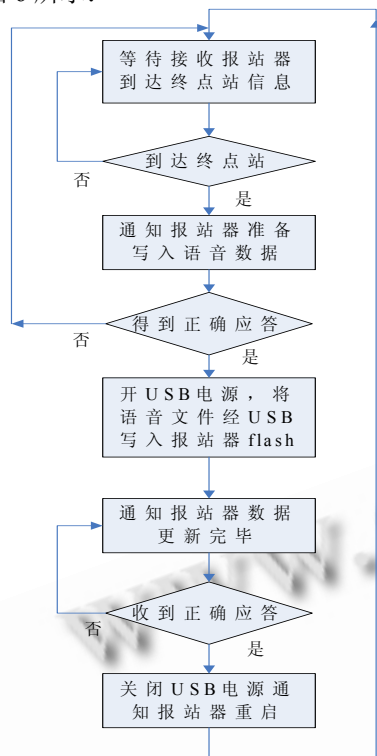 等待接收报站器
到达终点站信息
到达终点站
否
是
通知报站器准备
写入语音数据
得到正确应答
否
是
开USB电源,将
语音文件经USB
写入报站器flash
通知报站器数据
更新完毕
收到正确应答
否
是
关闭USB电源通
知报站器重启